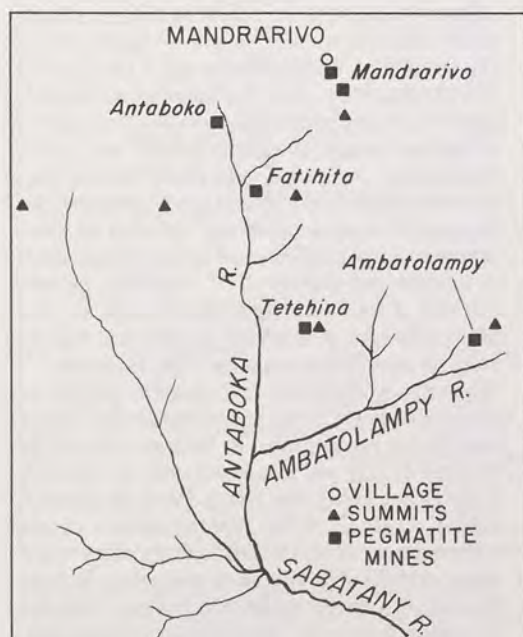 MANDRARIVO
Mandrarivo
Antaboko
Fatihita
Ambatolampy
R.
Tetehina
ANTABOKA
AMBATOLAMPY R.
VILLAGE
SUMMITS
PEGMATITE
MINES
SABATANY R.